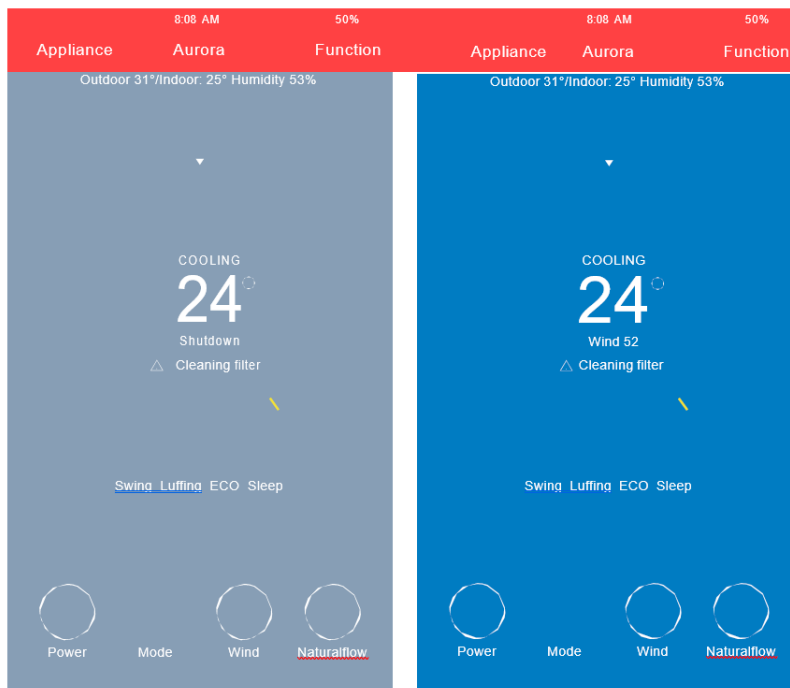 8:08 AM 50%
Appliance Aurora Function
Outdoor 31°/Indoor: 25° Humidity 53%
COOLING
24
Shutdown
Cleaning filter
Swing Luffing ECO Sleep
Power Mode Wind Naturalflow
8:08 AM 50%
Appliance Aurora Function
Outdoor 31°/Indoor: 25° Humidity 53%
COOLING
24
Wind 52
Cleaning filter
Swing Luffing ECO Sleep
Power Mode Wind Naturalflow